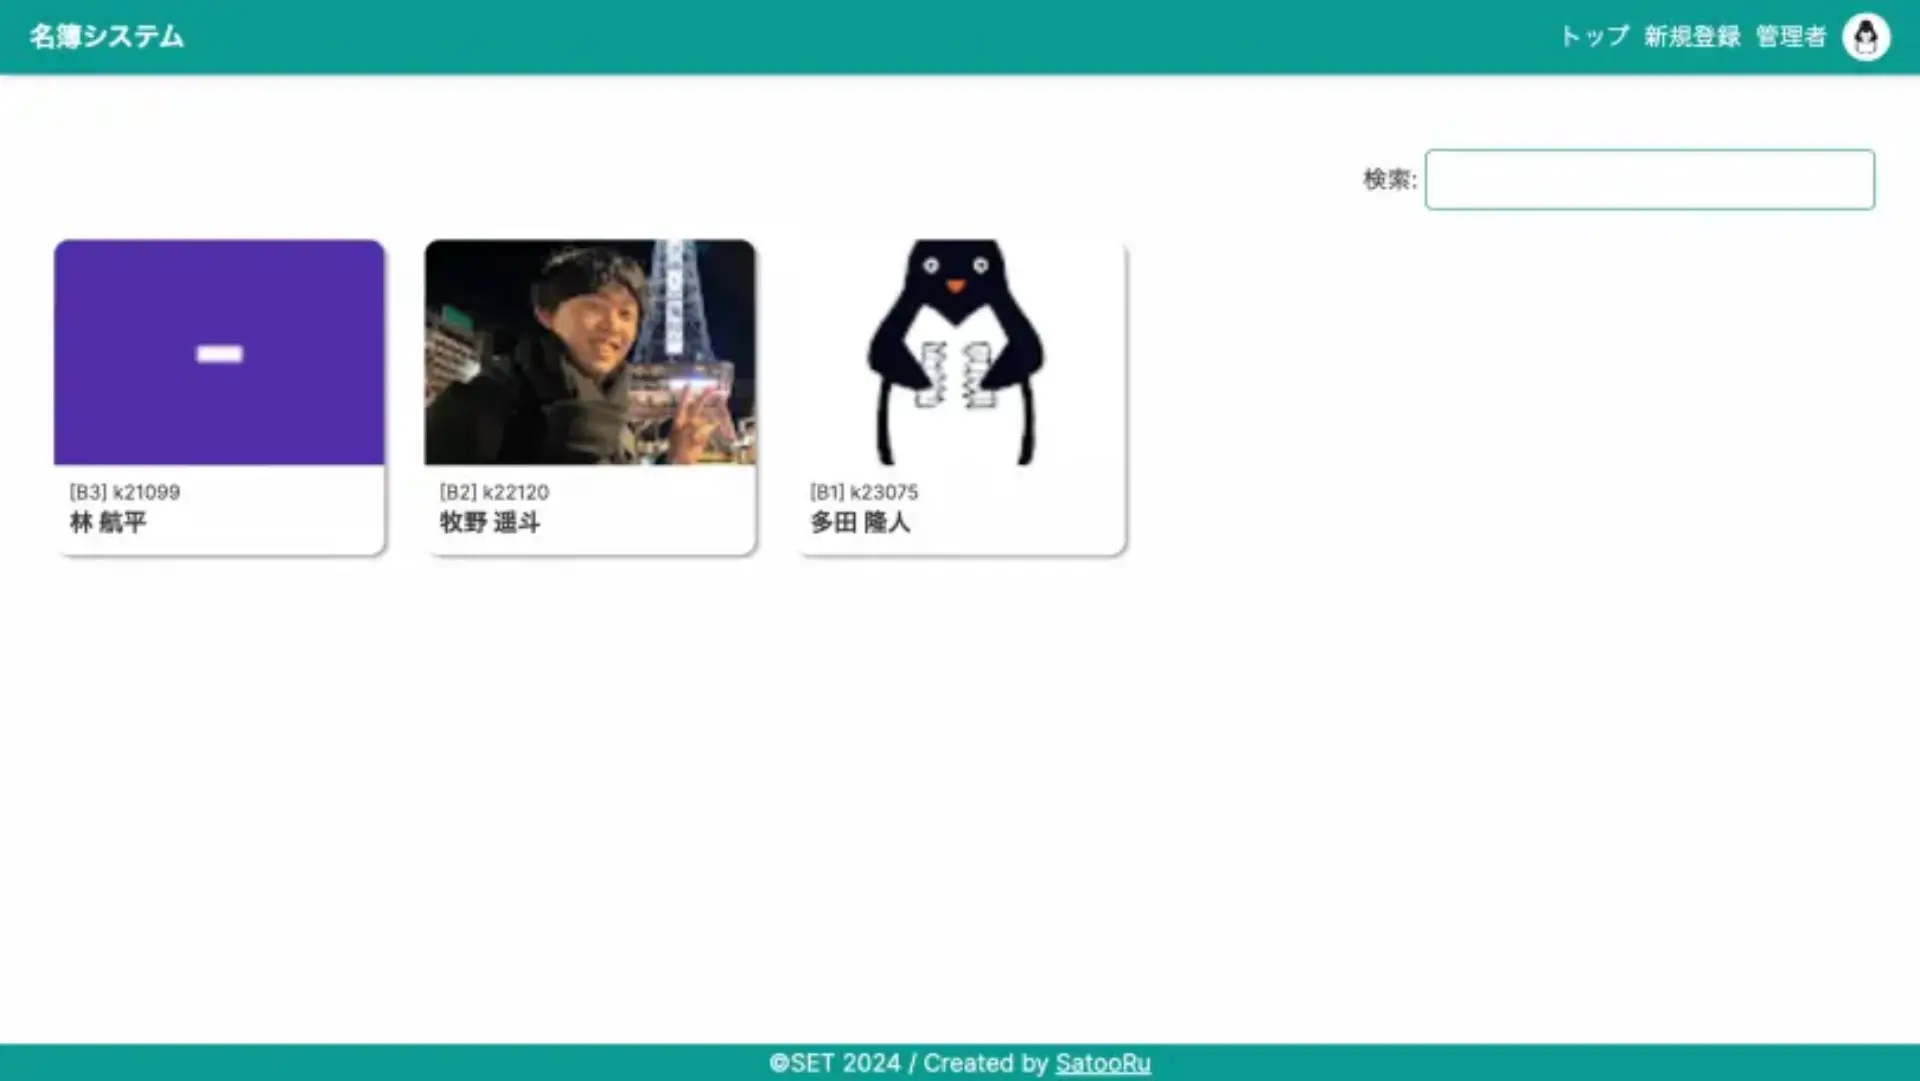 名簿システム
トップ 新規登録 管理者
検索:
[B3] k21099
林 航平
[B2] k22120
牧野 遥斗
[B1] k23075
多田 隆人
©SET 2024 / Created by SatooRu